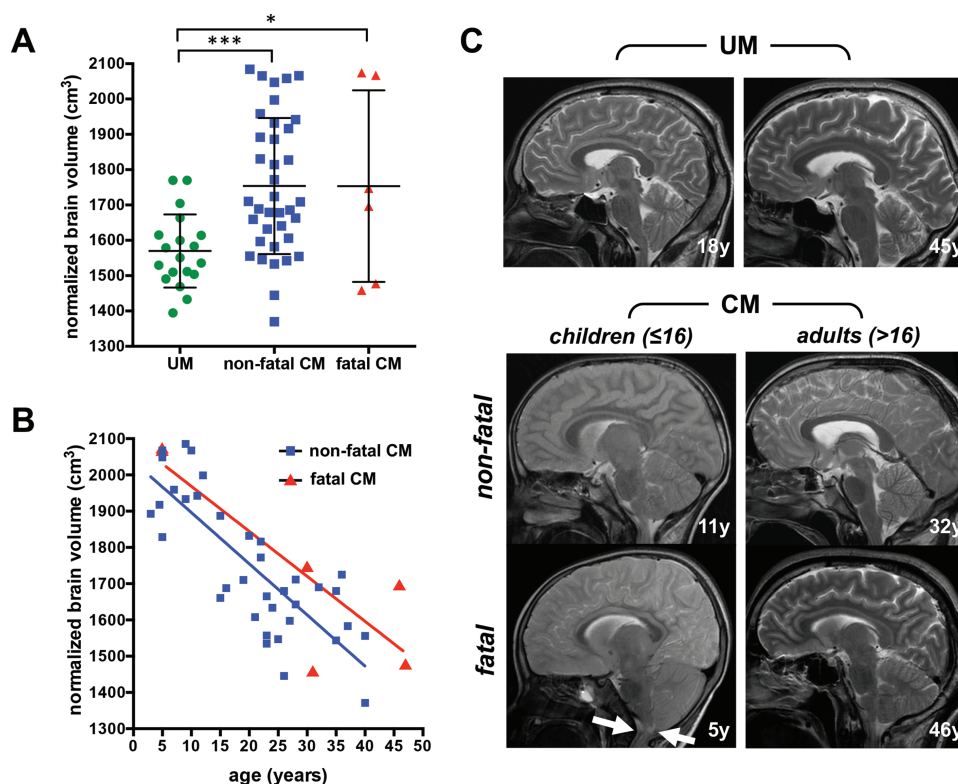 A
*
***
normalized brain volume (cm³)
2100
2000
1900
1800
1700
1600
1500
1400
1300
UM
non-fatal CM
fatal CM
B
normalized brain volume (cm³)
2100
2000
1900
1800
1700
1600
1500
1400
1300
non-fatal CM
fatal CM
0 5 10 15 20 25 30 35 40 45 50
age (years)
C
UM
18y
45y
CM
children (≤16)
adults (>16)
non-fatal
11y
32y
fatal
5y
46y